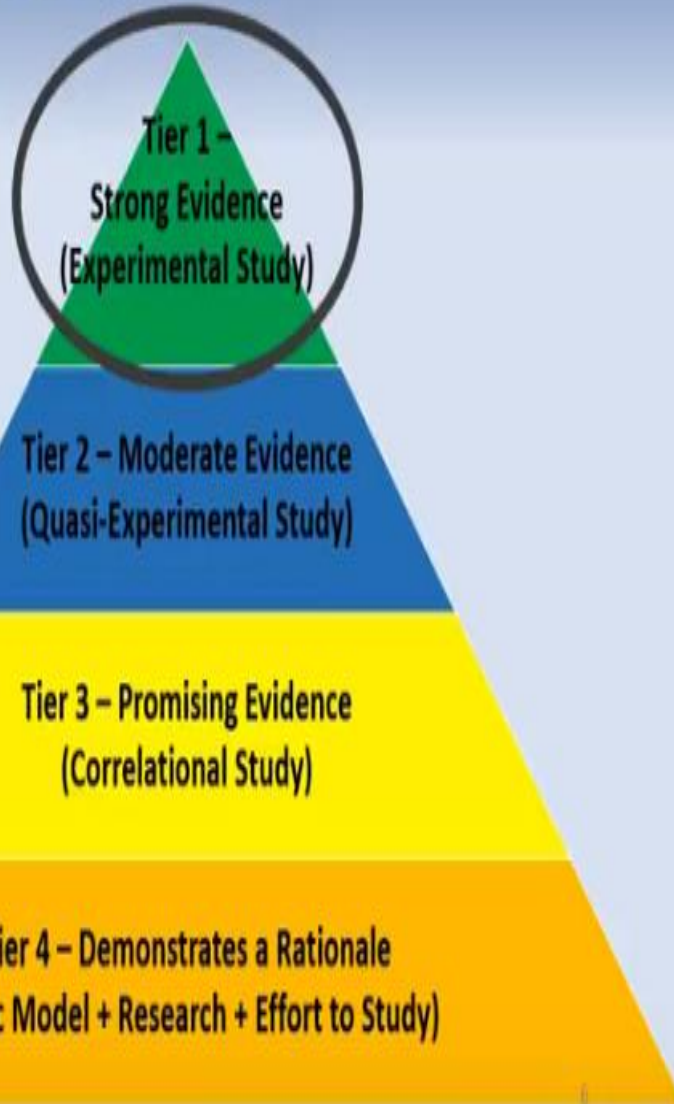 Tier 1 –
Strong Evidence
(Experimental Study)
Tier 2 – Moderate Evidence
(Quasi-Experimental Study)
Tier 3 – Promising Evidence
(Correlational Study)
4 – Demonstrates a Rationale
Model + Research + Effort to Study)